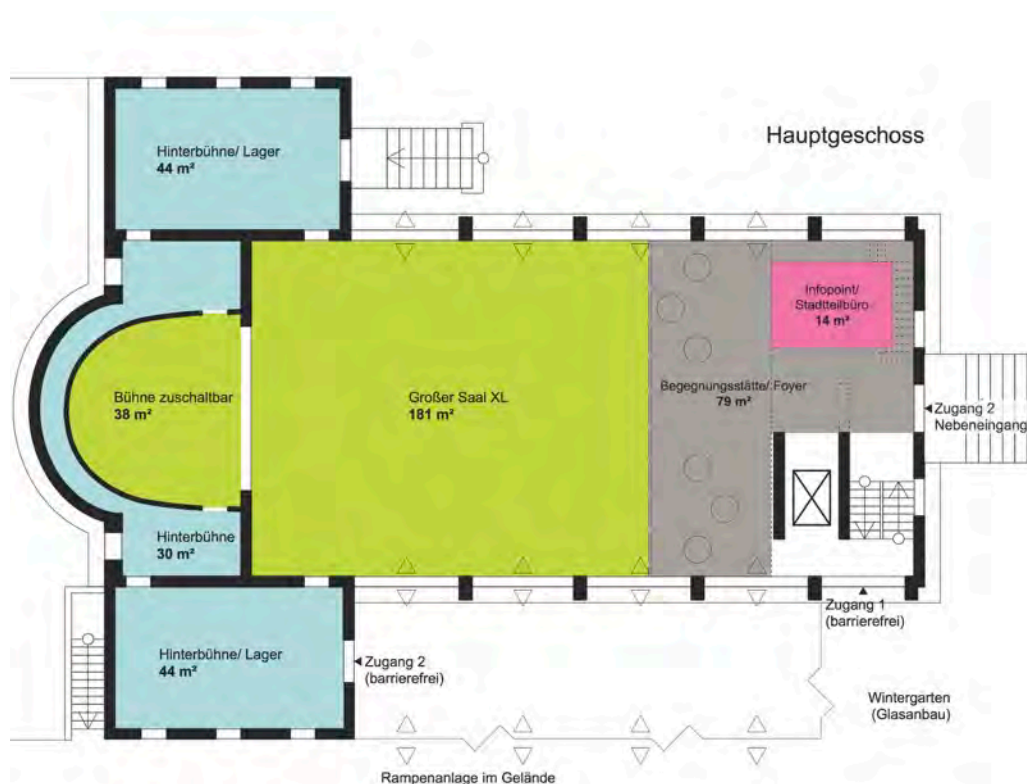 Hauptgeschoss
Hinterbühne/ Lager
44 m²
Infopoint/
Stadtteilbüro
14 m²
Bühne zuschaltbar
38 m²
Großer Saal XL
181 m²
Begegnungsstätte/ Foyer
79 m²
Zugang 2
Nebeneingang
Hinterbühne
30 m²
Zugang 1
(barrierefrei)
Hinterbühne/ Lager
44 m²
Zugang 2
(barrierefrei)
Wintergarten
(Glasanbau)
Rampenanlage im Gelände